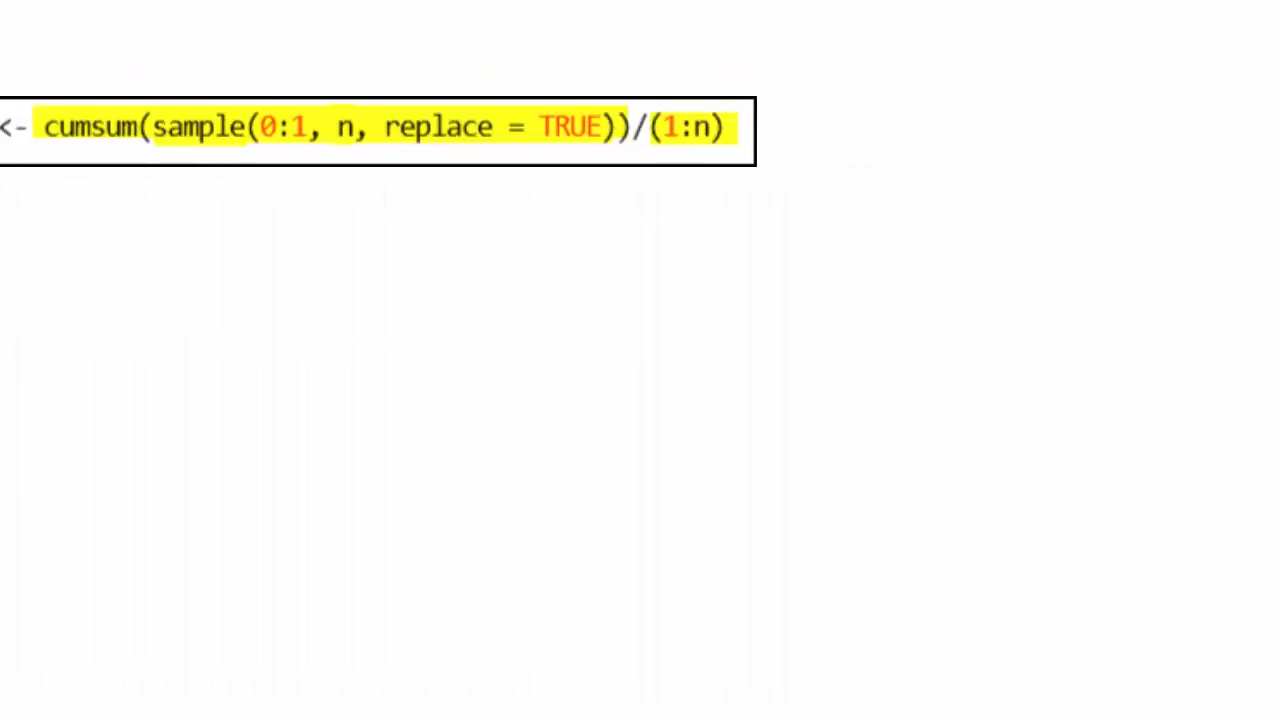 <- cumsum(sample(0:1, n, replace = TRUE))/(1:n)